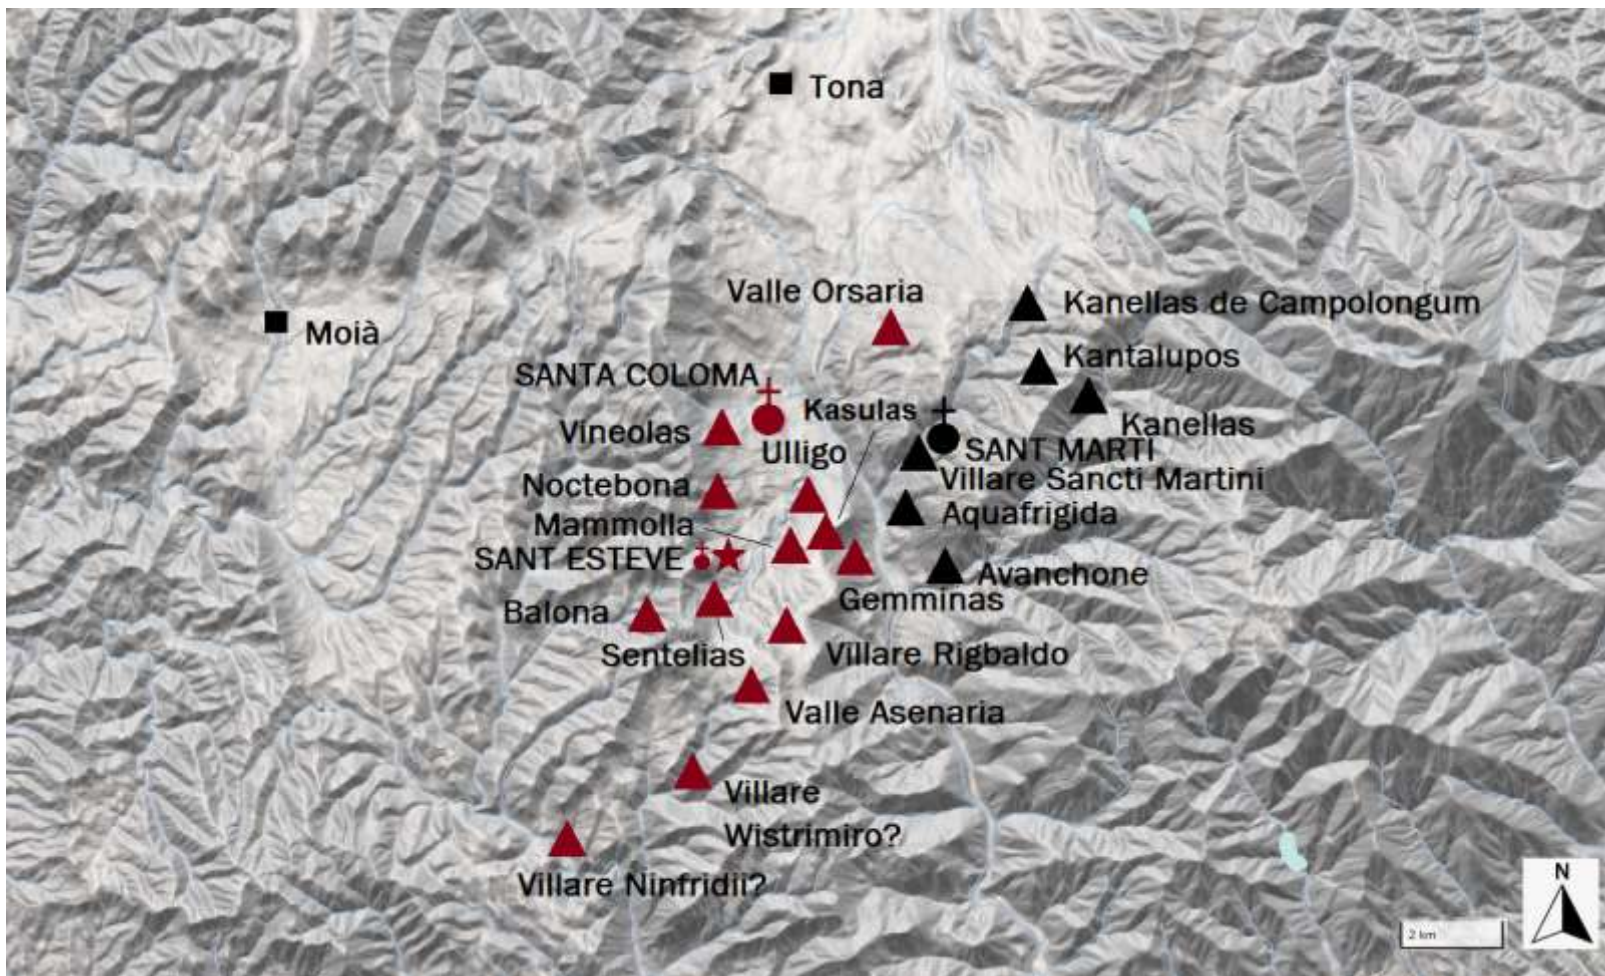 Tona
Valle Orsaria
Kanellas de Campolongum
Moià
Kantalupos
SANTA COLOMA
Kasulas
Kanellas
Vineolas
Ulligo
SANT MARTI
Villare Sancti Martini
Noctebona
Aquafrigida
Mammolla
SANT ESTEVE
Avanchone
Gemminas
Balona
Sentelias
Villare Rigbaldo
Valle Asenaria
Villare
Wistrimiro?
Villare Ninfridii?
N
2 km